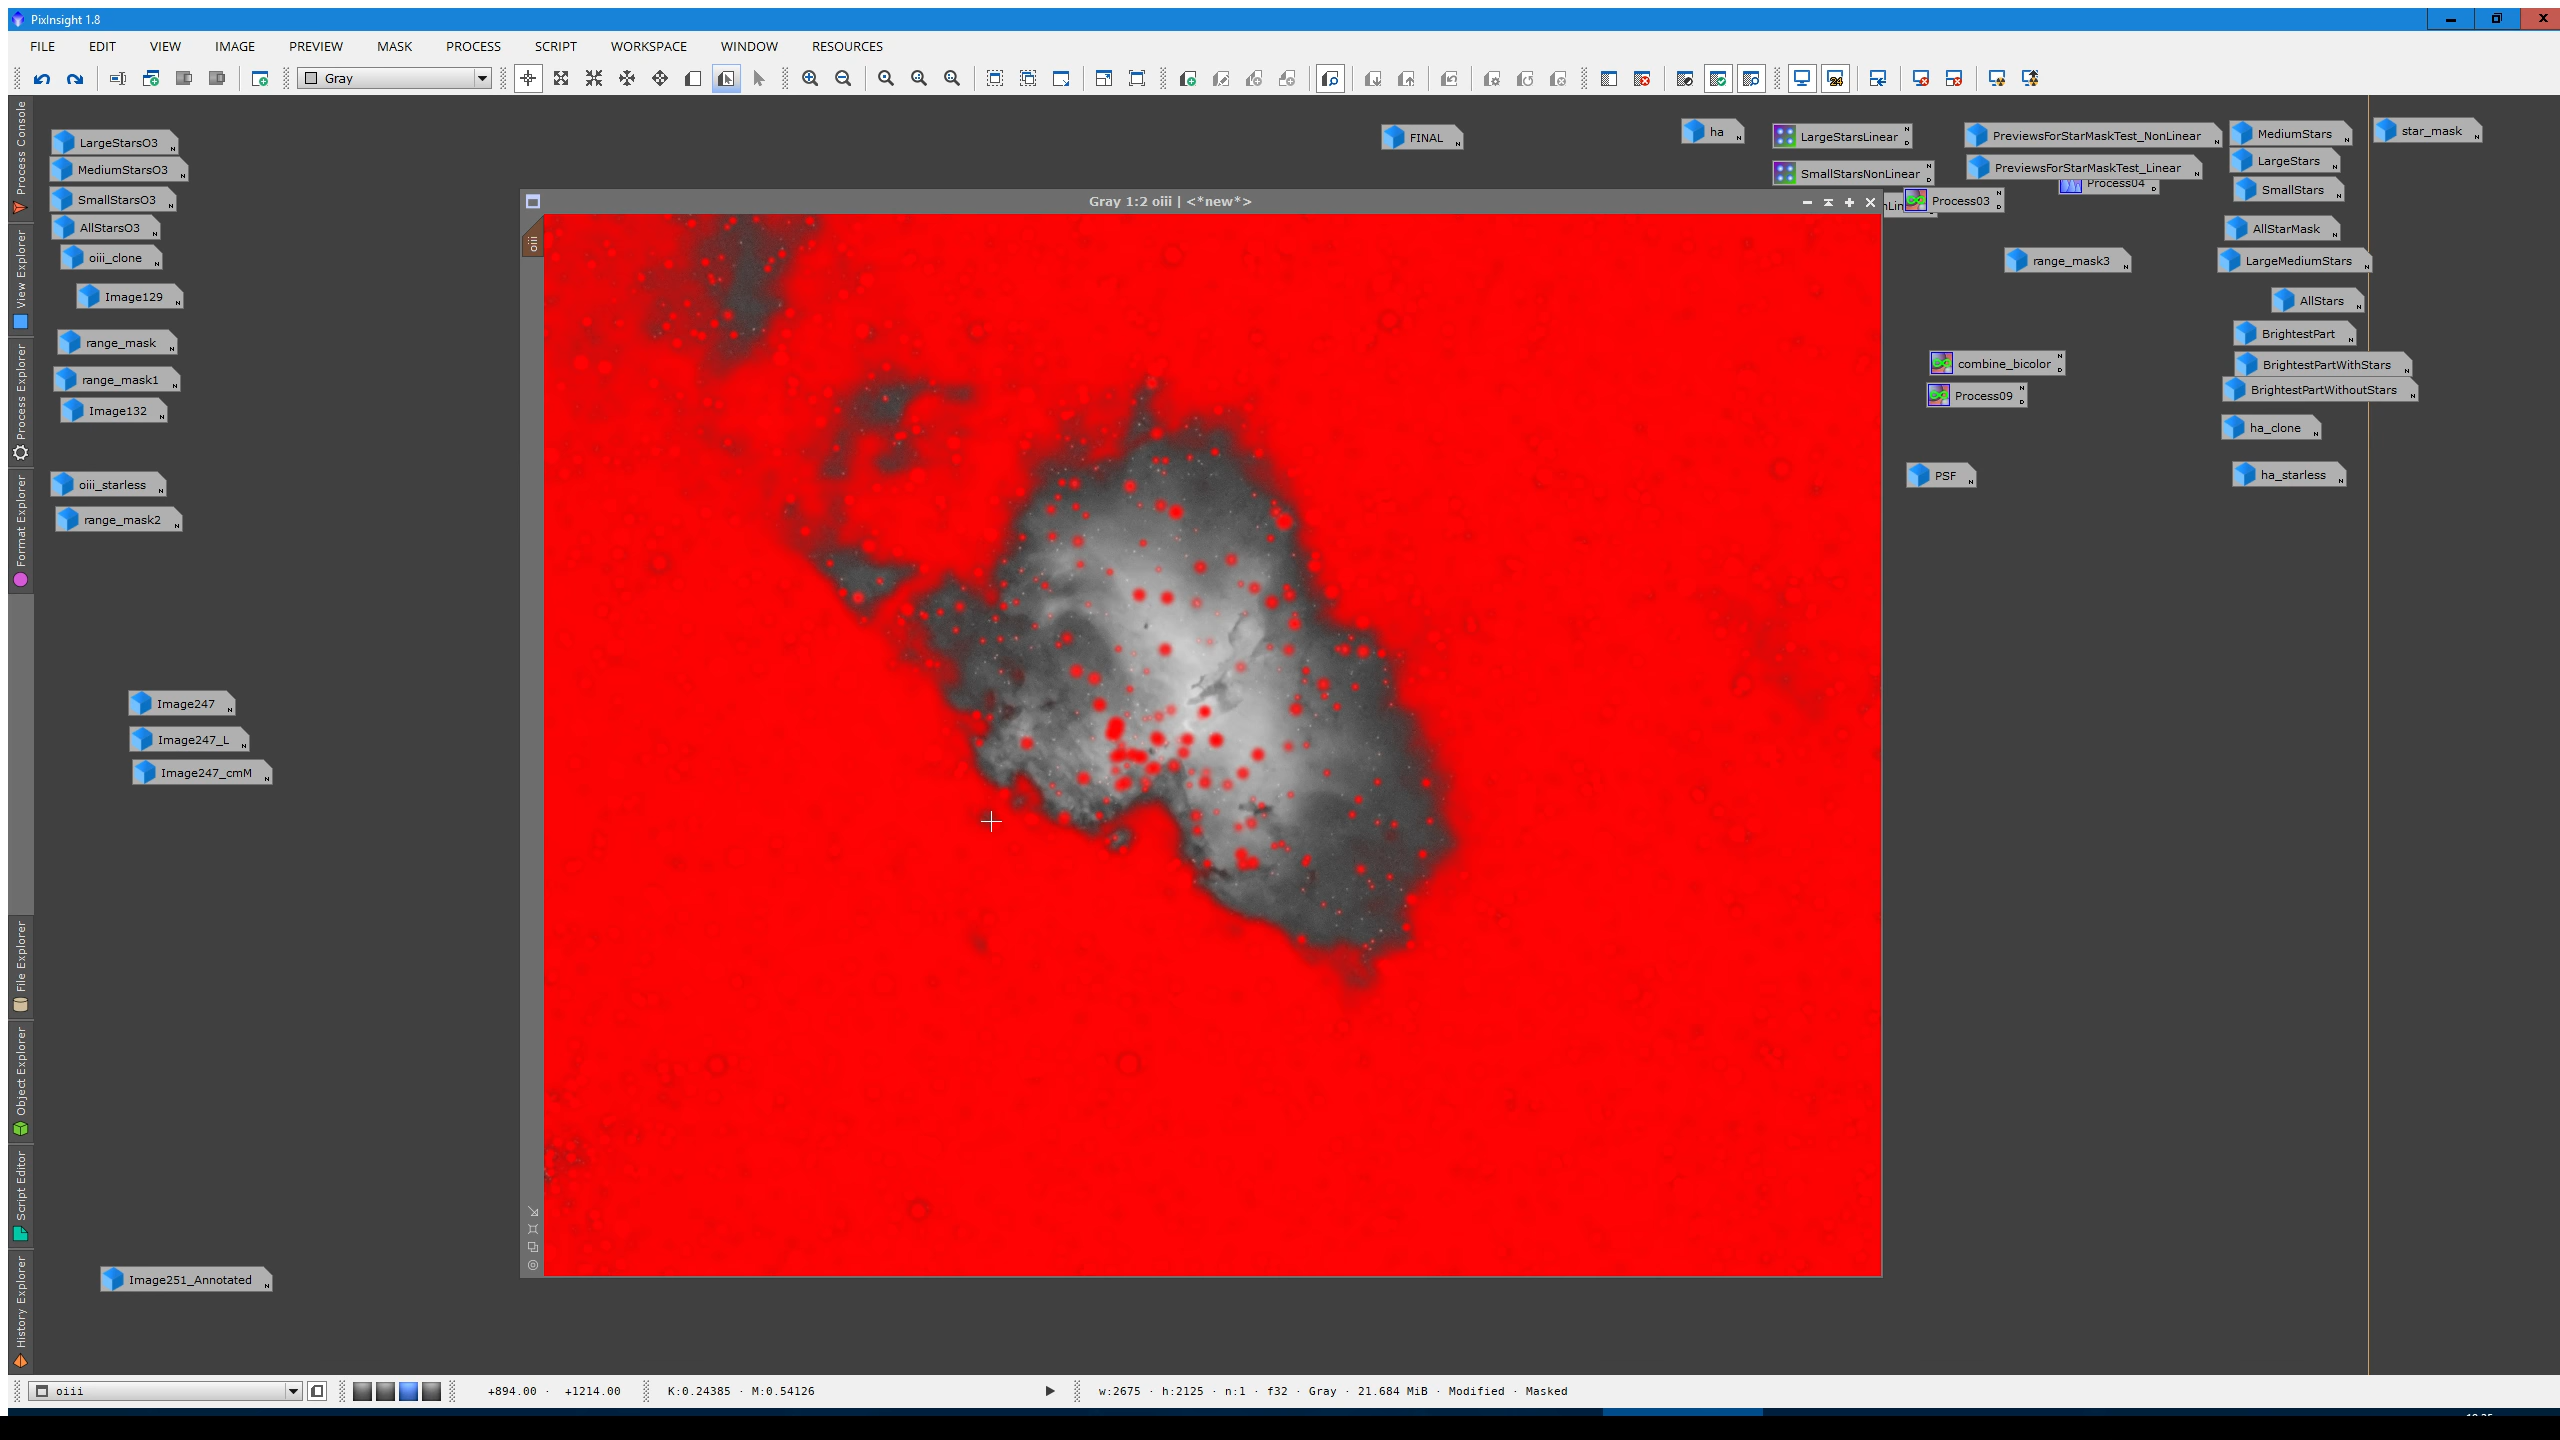 PixInsight 1.8
FILE EDIT VIEW IMAGE PREVIEW MASK PROCESS SCRIPT WORKSPACE WINDOW RESOURCES
Gray
24
Process Console
View Explorer
Process Explorer
Format Explorer
File Explorer
Object Explorer
Script Editor
History Explorer
LargeStarsO3
MediumStarsO3
SmallStarsO3
AllStarsO3
oiii_clone
Image129
range_mask
range_mask1
Image132
oiii_starless
range_mask2
Image247
Image247_L
Image247_cmM
Image251_Annotated
FINAL
ha
LargeStarsLinear
SmallStarsNonLinear
PreviewsForStarMaskTest_NonLinear
PreviewsForStarMaskTest_Linear
Process04
Process03
range_mask3
combine_bicolor
Process09
PSF
MediumStars
LargeStars
SmallStars
AllStarMask
LargeMediumStars
AllStars
BrightestPart
BrightestPartWithStars
BrightestPartWithoutStars
ha_clone
ha_starless
star_mask
Gray 1:2 oiii | <*new*>
oiii
oiii
+894.00 · +1214.00
K:0.24385 · M:0.54126
w:2675 · h:2125 · n:1 · f32 · Gray · 21.684 MiB · Modified · Masked